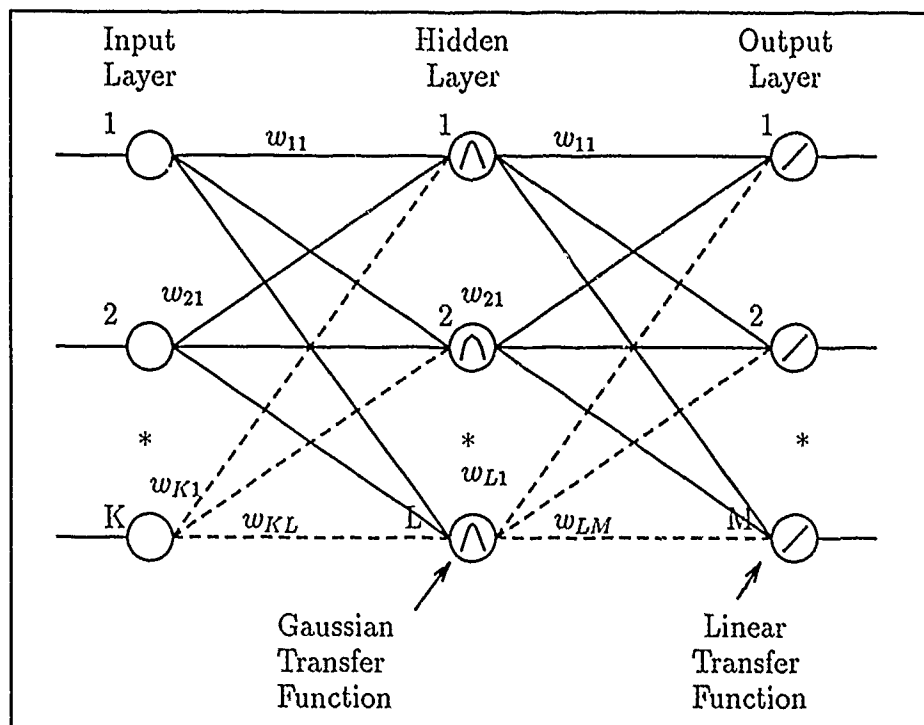 Input Layer
Hidden Layer
Output Layer
1
w11
1
w11
1
w21
w21
2
2
2
*
*
*
wK1
wL1
K
wKL
L
wLM
M
Gaussian Transfer Function
Linear Transfer Function